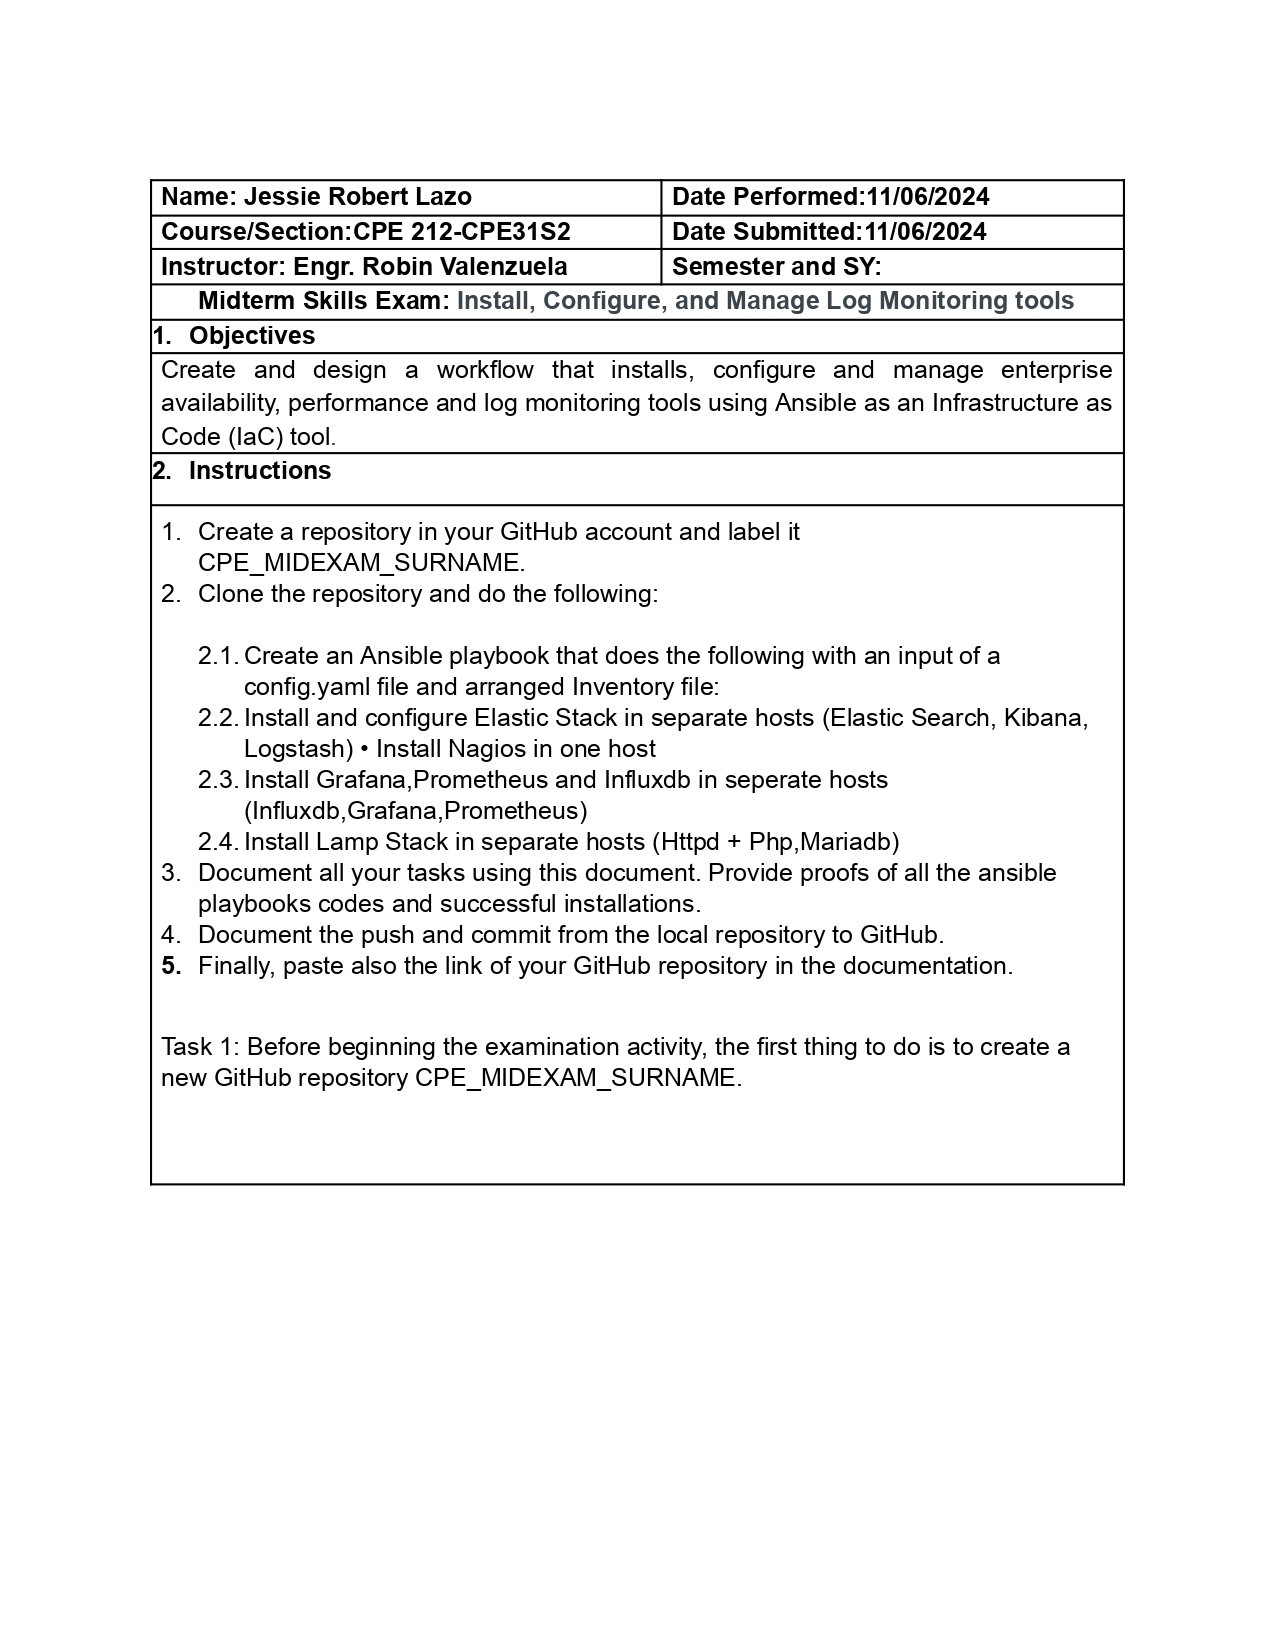 Name: Jessie Robert Lazo
Date Performed:11/06/2024
Course/Section:CPE 212-CPE31S2
Date Submitted:11/06/2024
Instructor: Engr. Robin Valenzuela
Semester and SY:
Midterm Skills Exam: Install, Configure, and Manage Log Monitoring tools
1. Objectives
Create and design a workflow that installs, configure and manage enterprise
availability, performance and log monitoring tools using Ansible as an Infrastructure as
Code (IaC) tool.
2. Instructions
1. Create a repository in your GitHub account and label it
CPE_MIDEXAM_SURNAME.
2. Clone the repository and do the following:
2.1. Create an Ansible playbook that does the following with an input of a
config.yaml file and arranged Inventory file:
2.2. Install and configure Elastic Stack in separate hosts (Elastic Search, Kibana,
Logstash) • Install Nagios in one host
2.3. Install Grafana,Prometheus and Influxdb in seperate hosts
(Influxdb,Grafana,Prometheus)
2.4. Install Lamp Stack in separate hosts (Httpd + Php,Mariadb)
3. Document all your tasks using this document. Provide proofs of all the ansible
playbooks codes and successful installations.
4. Document the push and commit from the local repository to GitHub.
5. Finally, paste also the link of your GitHub repository in the documentation.
Task 1: Before beginning the examination activity, the first thing to do is to create a
new GitHub repository CPE_MIDEXAM_SURNAME.